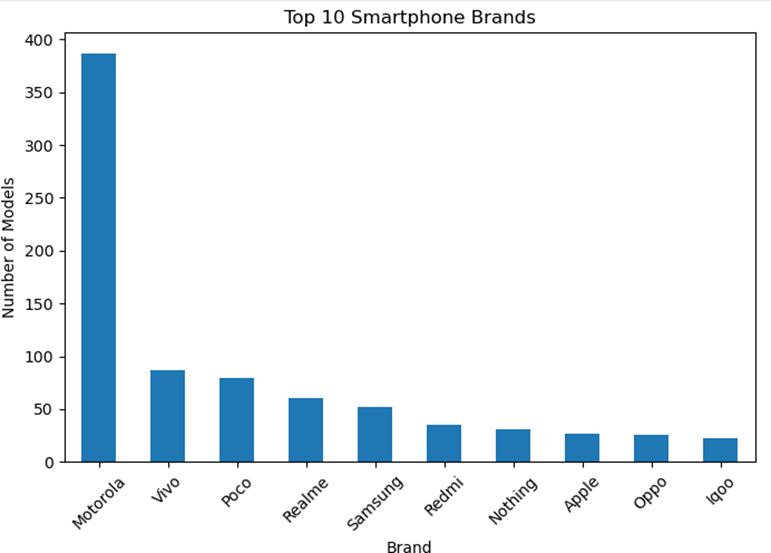 Top 10 Smartphone Brands
Number of Models
400
350
300
250
200
150
100
50
0
Motorola
Vivo
Poco
Realme
Samsung
Redmi
Nothing
Apple
Oppo
Iqoo
Brand